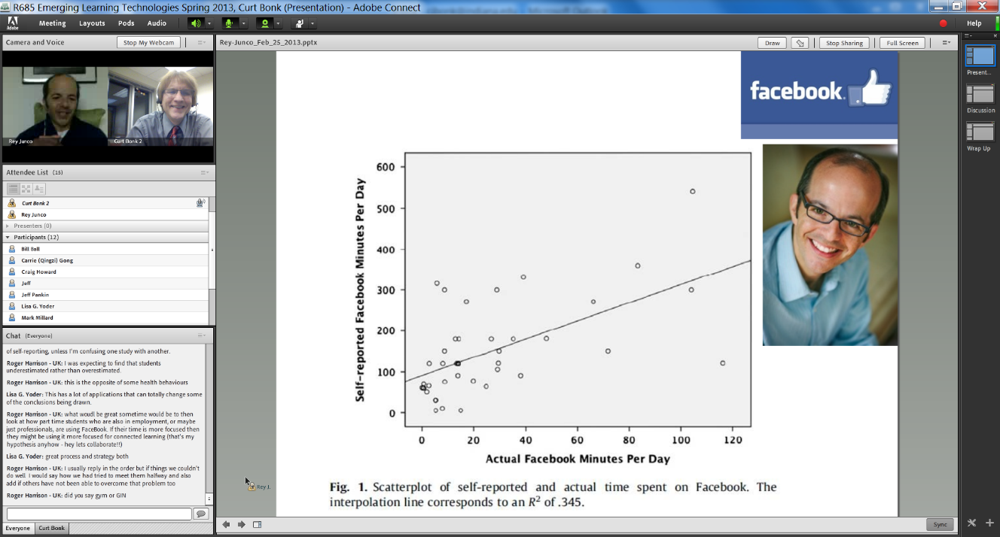 R685 Emerging Learning Technologies Spring 2013, Curt Bonk (Presentation) - Adobe Connect
Adobe
Meeting Layouts Pods Audio
Help
Camera and Voice
Stop My Webcam
Rey Junco
Curt Bonk 2
Attendee List (15)
Curt Bonk 2
Rey Junco
Presenters (0)
Participants (12)
Bill Ball
Carrie (Qingzi) Gong
Craig Howard
Jeff
Jeff Pankin
Lisa G. Yoder
Mark Millard
Chat (Everyone)
of self-reporting, unless I'm confusing one study with another.
Roger Harrison - UK: I was expecting to find that students
underestimated rather than overestimated.
Roger Harrison - UK: this is the opposite of some health behaviours
Lisa G. Yoder: This has a lot of applications that can totally change some
of the conclusions being drawn.
Roger Harrison - UK: what woudl be great sometime would be to then
look at how part time students who are also in employment, or maybe
just professionals, are using FaceBook. If their time is more focused then
they might be using it more focused for connected learning (that's my
hypothesis anyhow - hey lets collaborate!!)
Lisa G. Yoder: great process and strategy both
Roger Harrison - UK: I usually reply in the order but if things we couldn't
do well I would say how we had tried to meet them halfway and also
add if others have not been able to overcome that problem too
Roger Harrison - UK: did you say gym or GIN
Everyone Curt Bonk
Rey-Junco_Feb_25_2013.pptx
Draw Stop Sharing Full Screen
facebook.
Self-reported Facebook Minutes Per Day
600
500
400
300
200
100
0
0 20 40 60 80 100 120
Actual Facebook Minutes Per Day
Fig. 1. Scatterplot of self-reported and actual time spent on Facebook. The
interpolation line corresponds to an R² of .345.
Rey J.
Sync
Present...
Discussion
Wrap Up